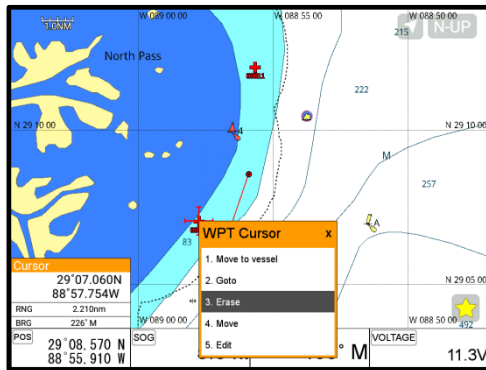 W 089 00 00
W 088 55 00
W 088 50 00
1.0NM
215
N-UP
North Pass
222
4
N 29 10 00
N 29 10 00
M
257
83
A
WPT Cursor x
1. Move to vessel
2. Goto
3. Erase
4. Move
5. Edit
Cursor
29°07.060N
88°57.754W
RNG 2.210nm
BRG 226° M
N 29 05 00
W 089 00 00
W 088 50 00
492
POS
29°08.570 N
88°55.910 W
SOG
° M
VOLTAGE
11.3V